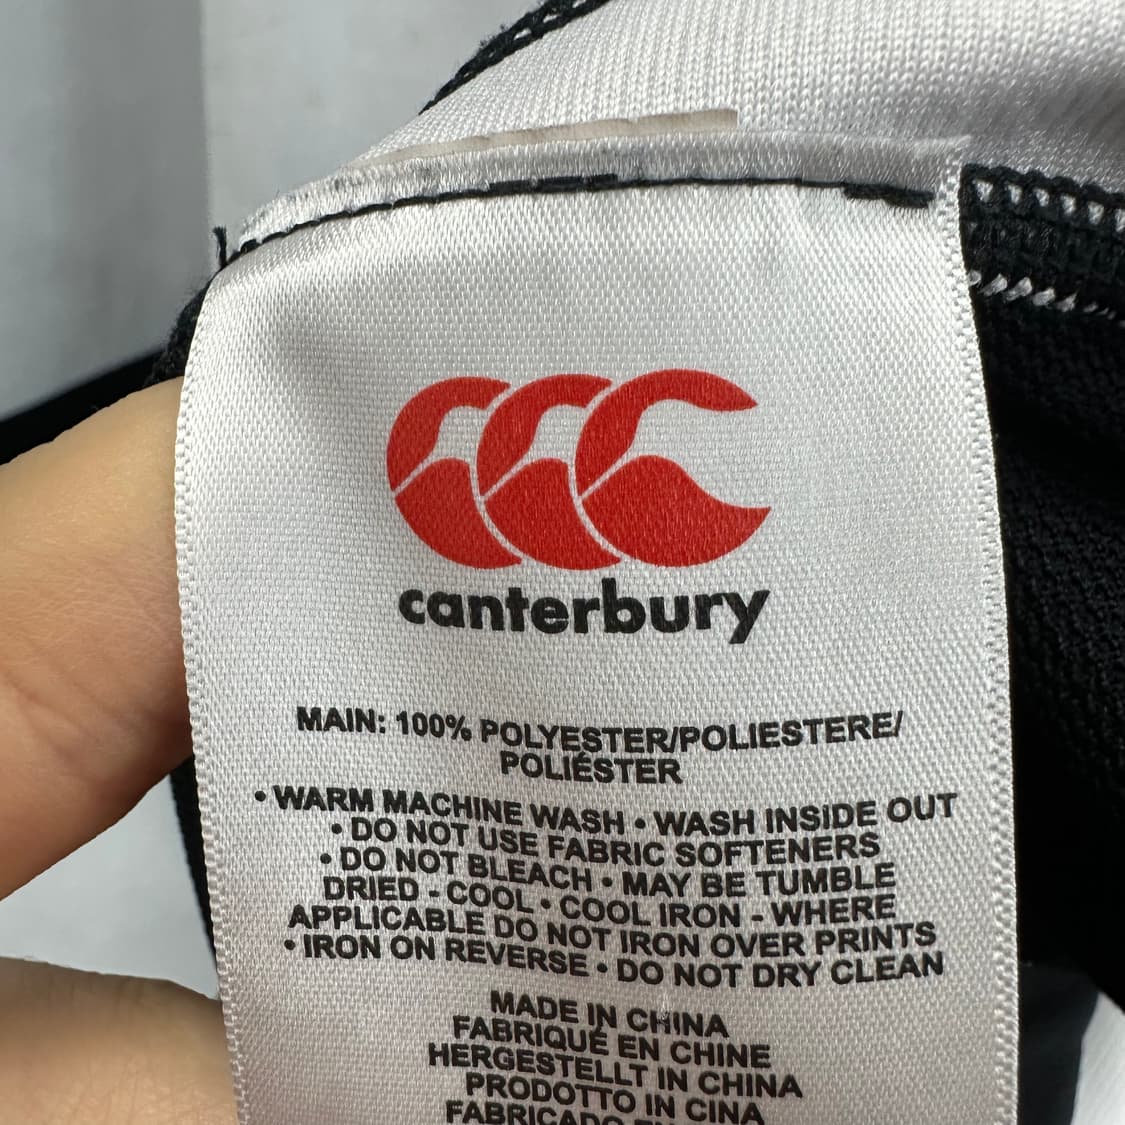 canterbury
MAIN: 100% POLYESTER/POLIESTERE/
POLIÉSTER
• WARM MACHINE WASH • WASH INSIDE OUT
• DO NOT USE FABRIC SOFTENERS
• DO NOT BLEACH • MAY BE TUMBLE
DRIED - COOL • COOL IRON - WHERE
APPLICABLE DO NOT IRON OVER PRINTS
• IRON ON REVERSE • DO NOT DRY CLEAN
MADE IN CHINA
FABRIQUÉ EN CHINE
HERGESTELLT IN CHINA
PRODOTTO IN CINA
FABRICADO EN